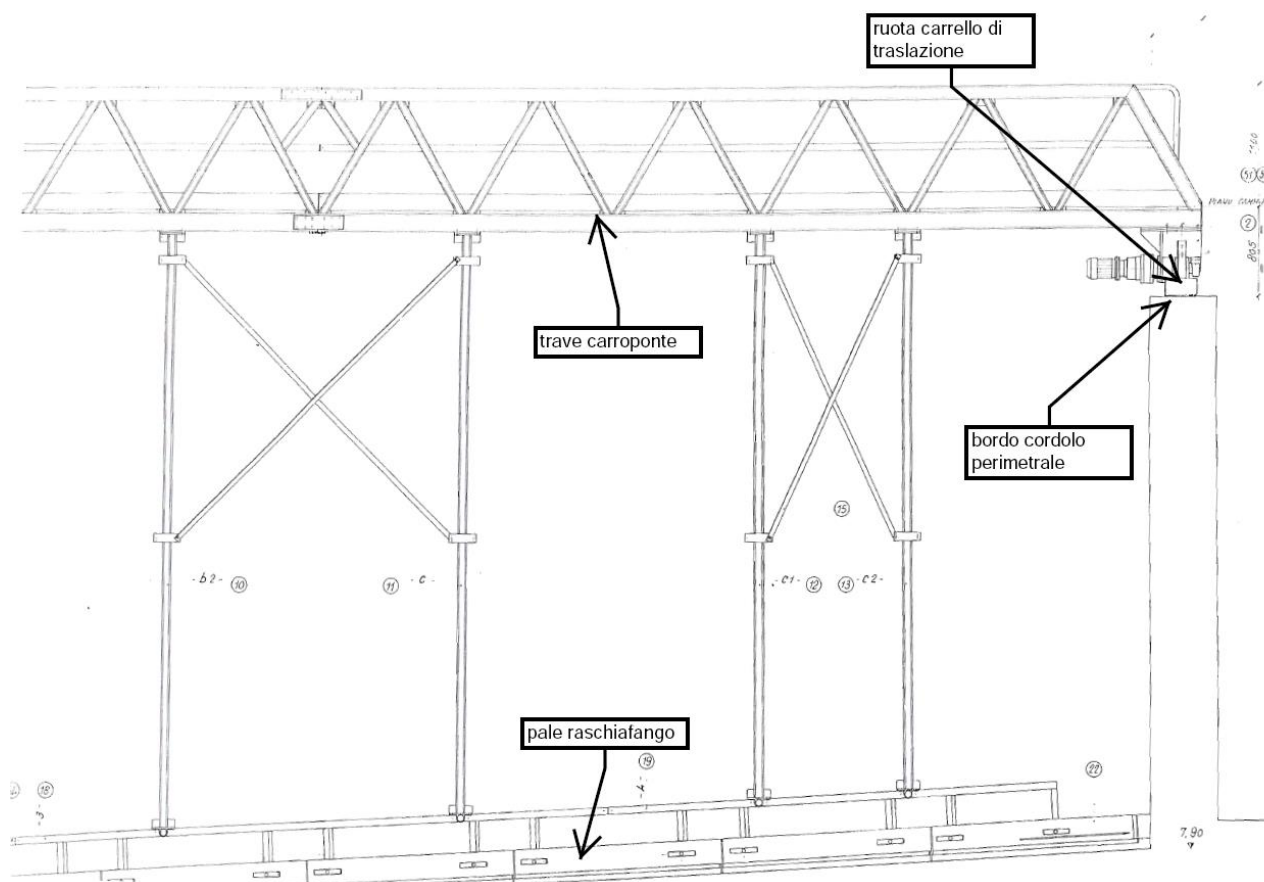 ruota carrello di
traslazione
1100
2
805
trave carroponte
bordo cordolo
perimetrale
15
- b2 - 10
11 - c -
- c1 - 12
13 - c2 -
pale raschiafango
19
- 4 -
18
- 3 -
22
7,90